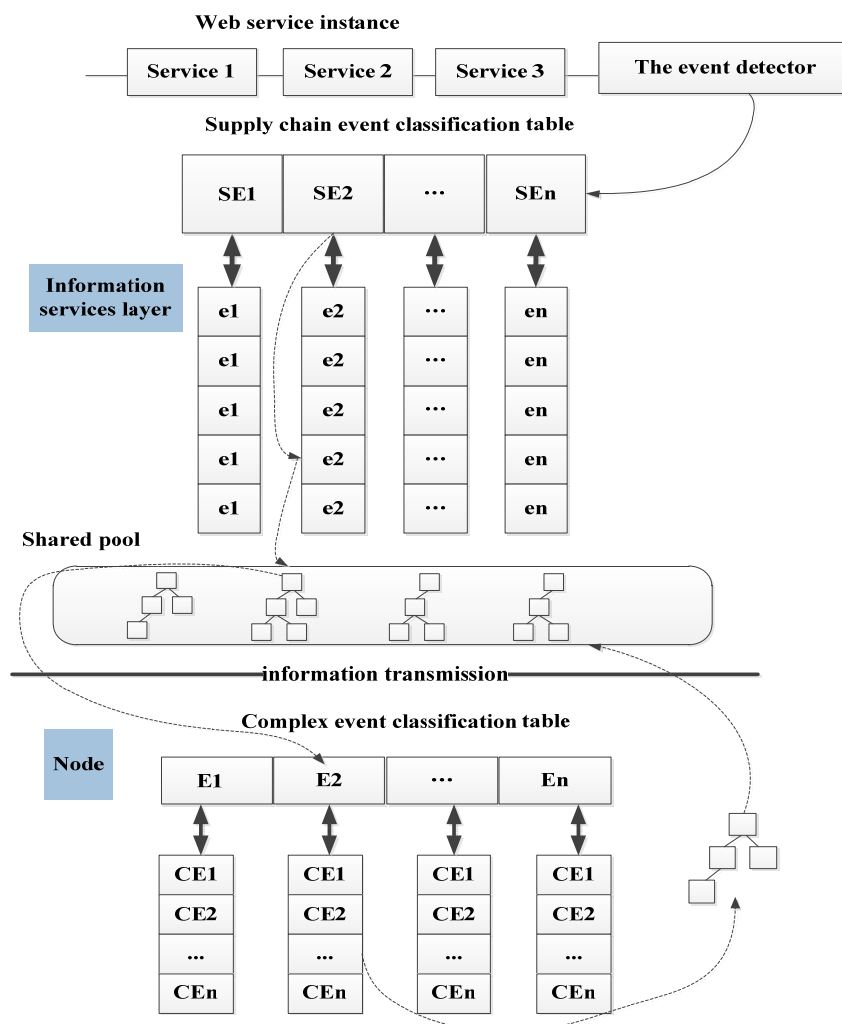 Web service instance
Service 1 Service 2 Service 3 The event detector
Supply chain event classification table
SE1 SE2 ... SEn
Information
services layer
e1 e2 ... en
e1 e2 ... en
e1 e2 ... en
e1 e2 ... en
e1 e2 ... en
Shared pool
information transmission
Complex event classification table
Node
E1 E2 ... En
CE1 CE1 CE1 CE1
CE2 CE2 CE2 CE2
... ... ... ...
CEn CEn CEn CEn